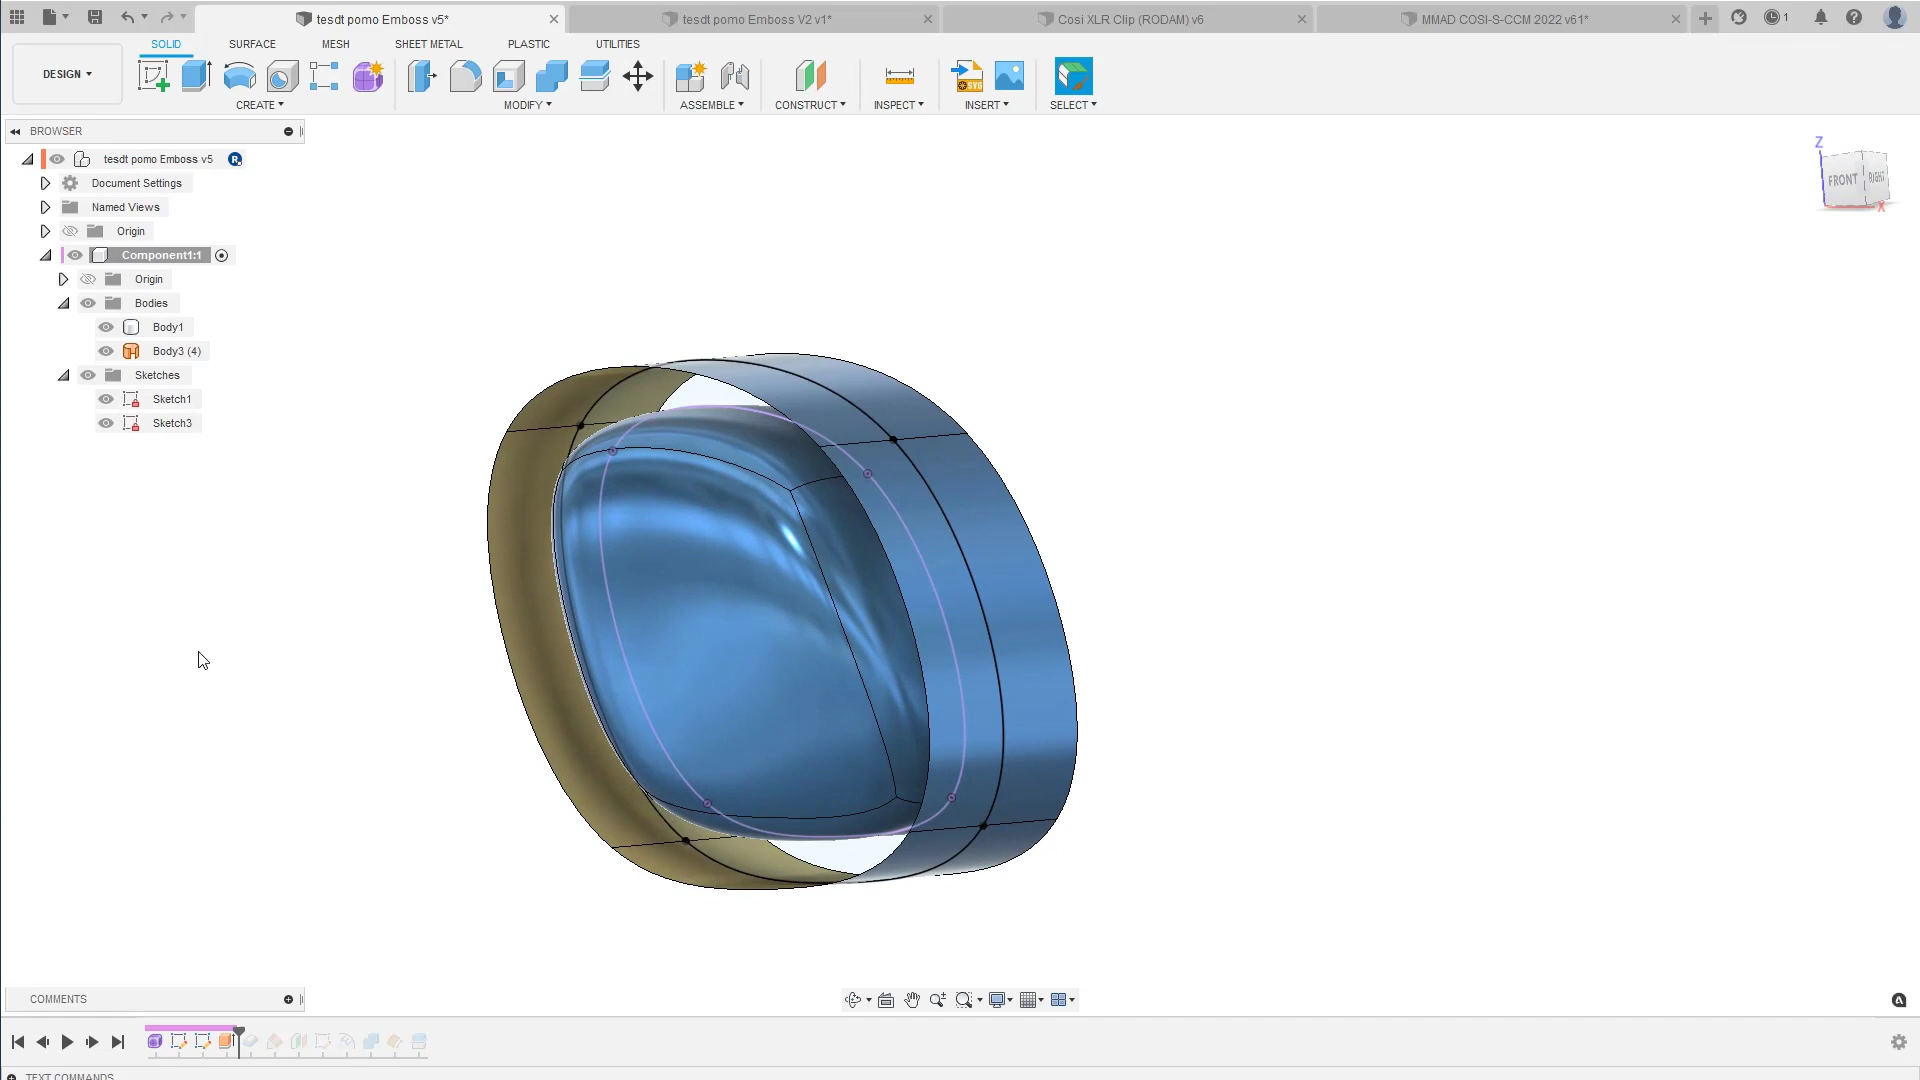 tesdt pomo Emboss v5*
tesdt pomo Emboss V2 v1*
Cosi XLR Clip (RODAM) v6
MMAD COSI-S-CCM 2022 v61*
1
SOLID
SURFACE
MESH
SHEET METAL
PLASTIC
UTILITIES
DESIGN
SVG
CREATE
MODIFY
ASSEMBLE
CONSTRUCT
INSPECT
INSERT
SELECT
BROWSER
tesdt pomo Emboss v5
R
Document Settings
Named Views
Origin
Component1:1
Origin
Bodies
Body1
Body3 (4)
Sketches
Sketch1
Sketch3
Z
FRONT
RIGHT
X
COMMENTS
TEXT COMMANDS